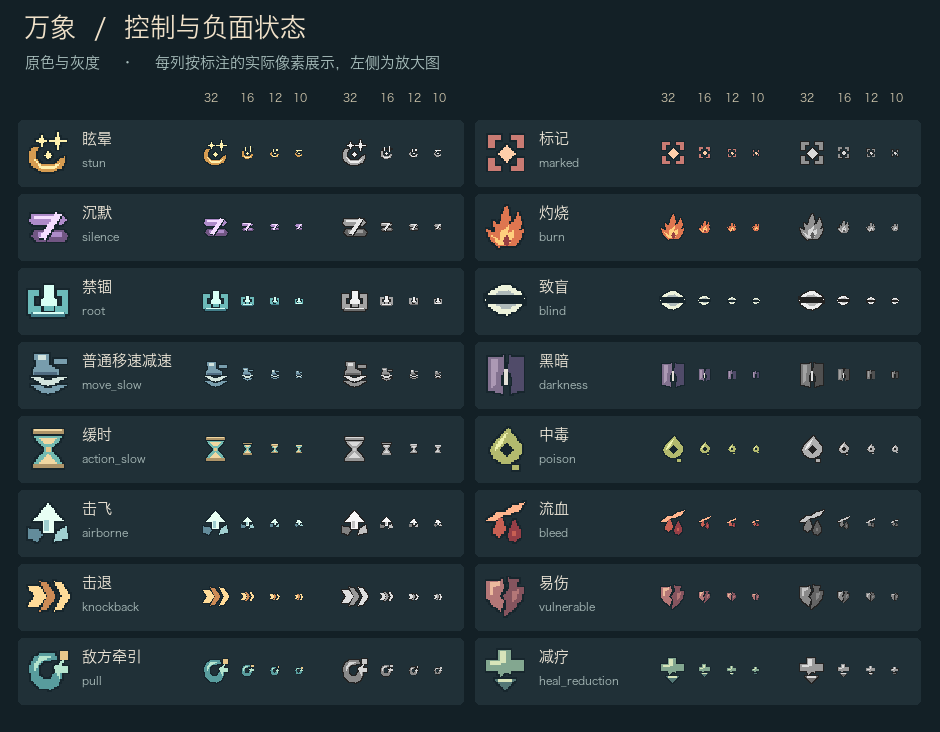 万象 / 控制与负面状态
原色与灰度 · 每列按标注的实际像素展示，左侧为放大图
32 16 12 10 32 16 12 10 32 16 12 10 32 16 12 10
眩晕
stun
标记
marked
沉默
silence
灼烧
burn
禁锢
root
致盲
blind
普通移速减速
move_slow
黑暗
darkness
缓时
action_slow
中毒
poison
击飞
airborne
流血
bleed
击退
knockback
易伤
vulnerable
敌方牵引
pull
减疗
heal_reduction